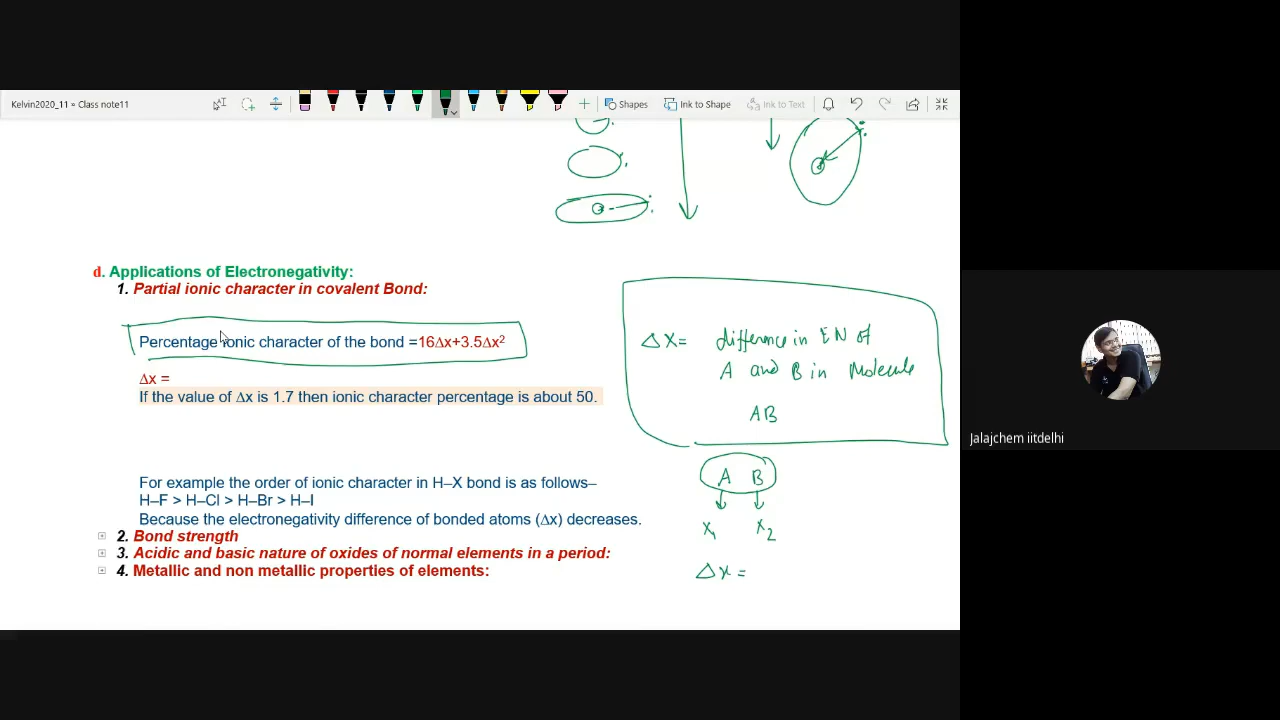 Kelvin2020_11 » Class note11
Shapes
Ink to Shape
Ink to Text
d. Applications of Electronegativity:
1. Partial ionic character in covalent Bond:
Percentage ionic character of the bond =16Δx+3.5Δx²
Δx =
If the value of Δx is 1.7 then ionic character percentage is about 50.
ΔX= difference in EN of
A and B in Molecule
AB
A B
X₁ X₂
Δx =
For example the order of ionic character in H–X bond is as follows–
H–F > H–Cl > H–Br > H–I
Because the electronegativity difference of bonded atoms (Δx) decreases.
2. Bond strength
3. Acidic and basic nature of oxides of normal elements in a period:
4. Metallic and non metallic properties of elements:
Jalajchem iitdelhi